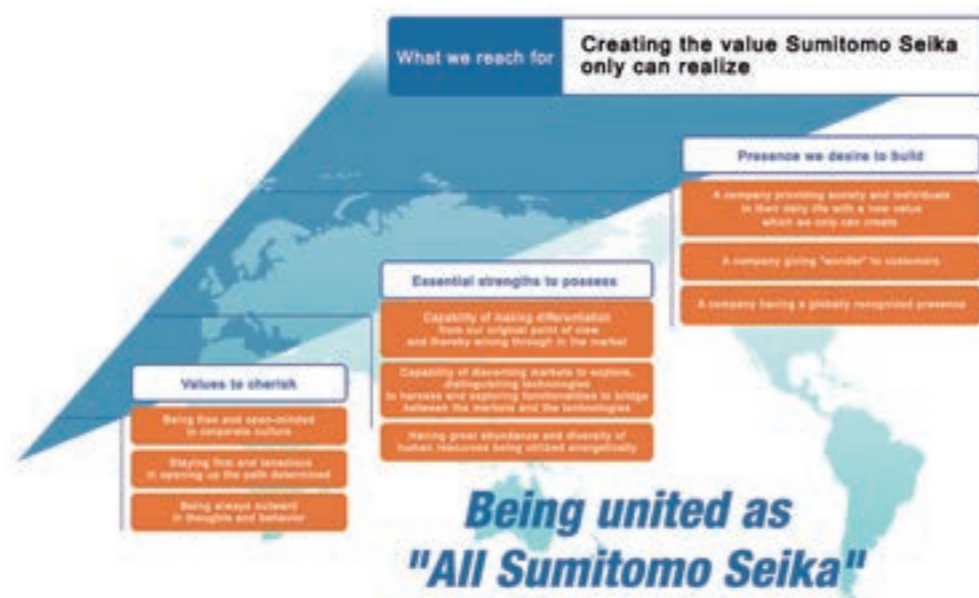 What we reach for
Creating the value Sumitomo Seika
only can realize
Presence we desire to build
A company providing society and individuals
in their daily life with a new value
which we only can create
A company giving "wonder" to customers
A company having a globally recognized presence
Essential strengths to possess
Capability of making differentiation
from our original point of view
and thereby wining through in the market
Capability of discerning markets to explore,
distinguishing technologies
to harness and exploring functionalities to bridge
between the markets and the technologies
Having great abundance and diversity of
human resources being utilized energetically
Values to cherish
Being free and open-minded
in corporate culture
Staying firm and tenacious
in opening up the path determined
Being always outward
in thoughts and behavior
Being united as
"All Sumitomo Seika"